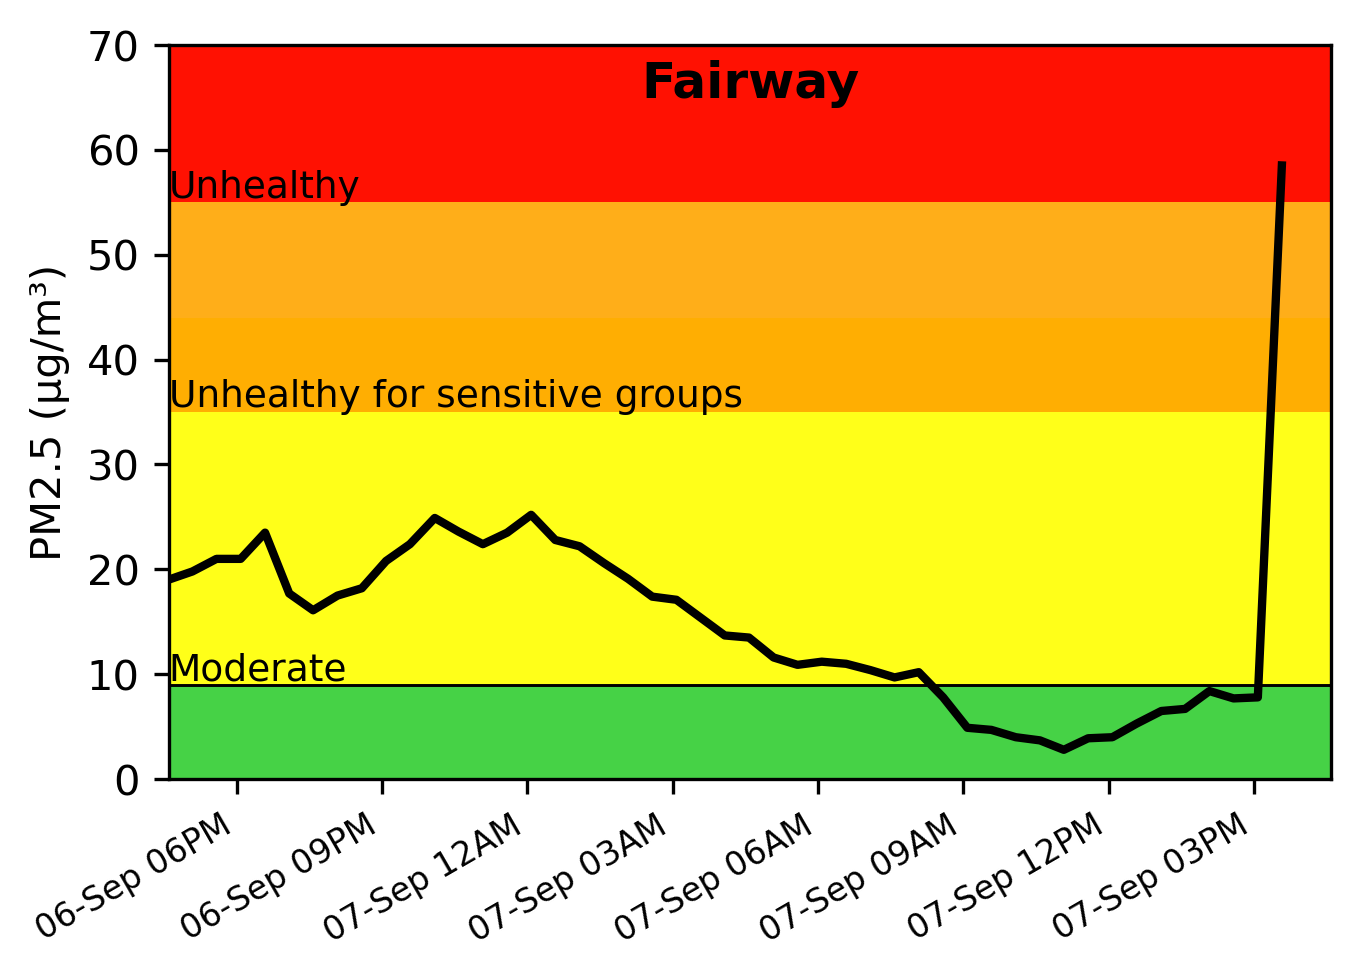 Fairway
70
60
50
40
30
20
10
0
PM2.5 (µg/m³)
Unhealthy
Unhealthy for sensitive groups
Moderate
06-Sep 06PM
06-Sep 09PM
07-Sep 12AM
07-Sep 03AM
07-Sep 06AM
07-Sep 09AM
07-Sep 12PM
07-Sep 03PM